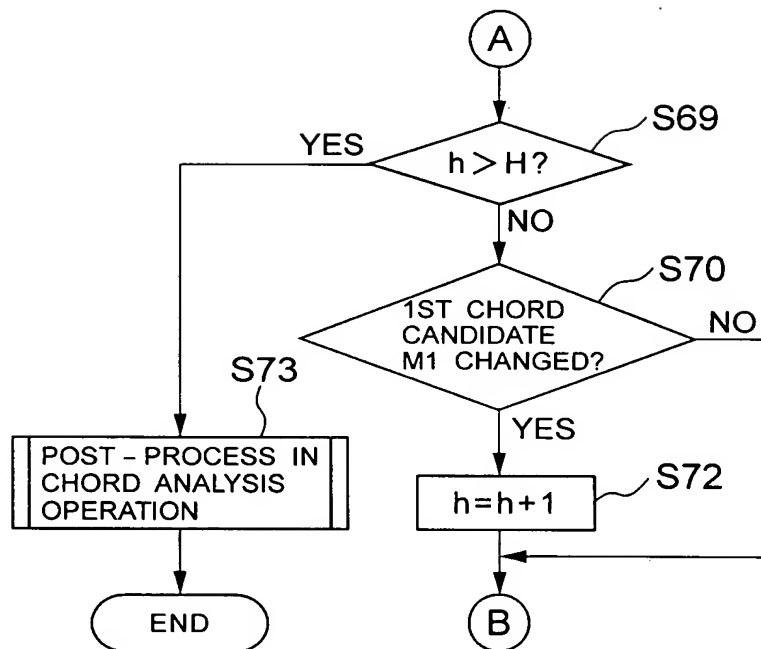 A
S69
YES
h > H?
NO
S70
1ST CHORD
CANDIDATE
M1 CHANGED?
NO
S73
YES
POST-PROCESS IN
CHORD ANALYSIS
OPERATION
S72
h=h+1
END
B